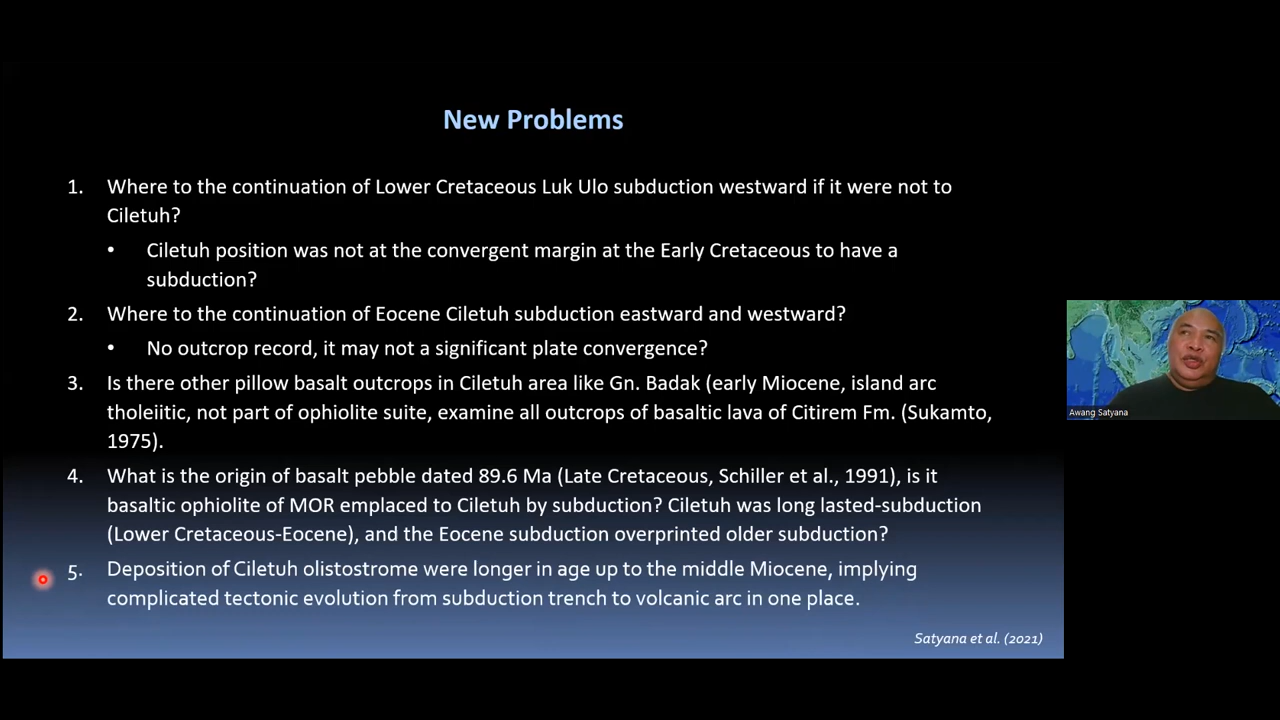 New Problems
1. Where to the continuation of Lower Cretaceous Luk Ulo subduction westward if it were not to
Ciletuh?
• Ciletuh position was not at the convergent margin at the Early Cretaceous to have a
subduction?
2. Where to the continuation of Eocene Ciletuh subduction eastward and westward?
• No outcrop record, it may not a significant plate convergence?
3. Is there other pillow basalt outcrops in Ciletuh area like Gn. Badak (early Miocene, island arc
tholeiitic, not part of ophiolite suite, examine all outcrops of basaltic lava of Citirem Fm. (Sukamto,
1975).
4. What is the origin of basalt pebble dated 89.6 Ma (Late Cretaceous, Schiller et al., 1991), is it
basaltic ophiolite of MOR emplaced to Ciletuh by subduction? Ciletuh was long lasted-subduction
(Lower Cretaceous-Eocene), and the Eocene subduction overprinted older subduction?
5. Deposition of Ciletuh olistostrome were longer in age up to the middle Miocene, implying
complicated tectonic evolution from subduction trench to volcanic arc in one place.
Satyana et al. (2021)
Awang Satyana